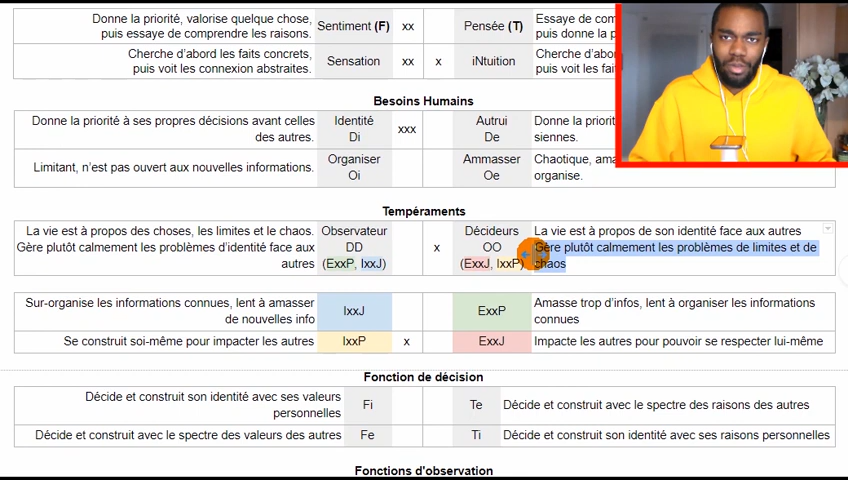 Donne la priorité, valorise quelque chose,
puis essaye de comprendre les raisons.
Sentiment (F)
xx
Pensée (T)
Essaye de com
puis donne la p
Cherche d'abord les faits concrets,
puis voit les connexion abstraites.
Sensation
xx
x
iNtuition
Cherche d'abo
puis voit les fai
Besoins Humains
Donne la priorité à ses propres décisions avant celles
des autres.
Identité
Di
xxx
Autrui
De
Donne la priorit
siennes.
Limitant, n'est pas ouvert aux nouvelles informations.
Organiser
Oi
Ammasser
Oe
Chaotique, ama
organise.
Tempéraments
La vie est à propos des choses, les limites et le chaos.
Gère plutôt calmement les problèmes d'identité face aux
autres
Observateur
DD
(ExxP, IxxJ)
x
Décideurs
OO
(ExxJ, IxxP)
La vie est à propos de son identité face aux autres
Gère plutôt calmement les problèmes de limites et de
chaos
Sur-organise les informations connues, lent à amasser
de nouvelles info
IxxJ
ExxP
Amasse trop d'infos, lent à organiser les informations
connues
Se construit soi-même pour impacter les autres
IxxP
x
ExxJ
Impacte les autres pour pouvoir se respecter lui-même
Fonction de décision
Décide et construit son identité avec ses valeurs
personnelles
Fi
Te
Décide et construit avec le spectre des raisons des autres
Décide et construit avec le spectre des valeurs des autres
Fe
Ti
Décide et construit son identité avec ses raisons personnelles
Fonctions d'observation